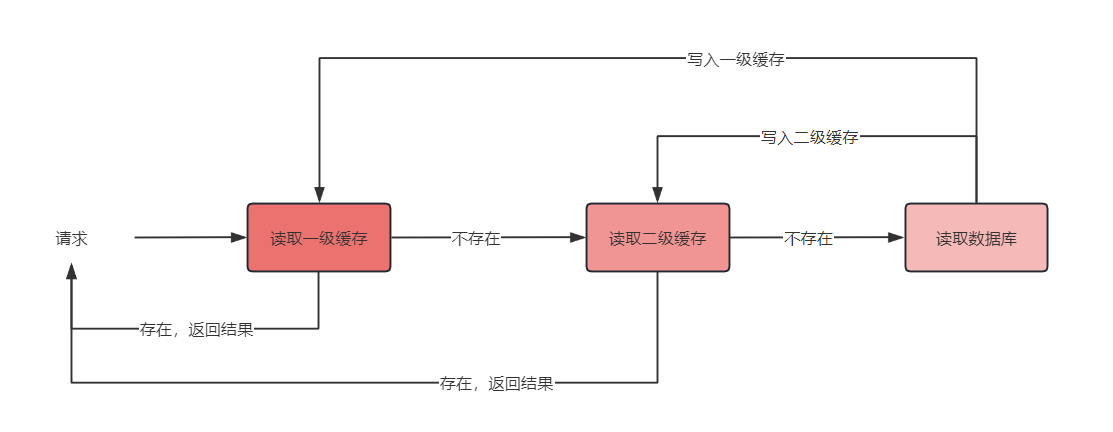 写入一级缓存
写入二级缓存
请求
读取一级缓存
不存在
读取二级缓存
不存在
读取数据库
存在，返回结果
存在，返回结果